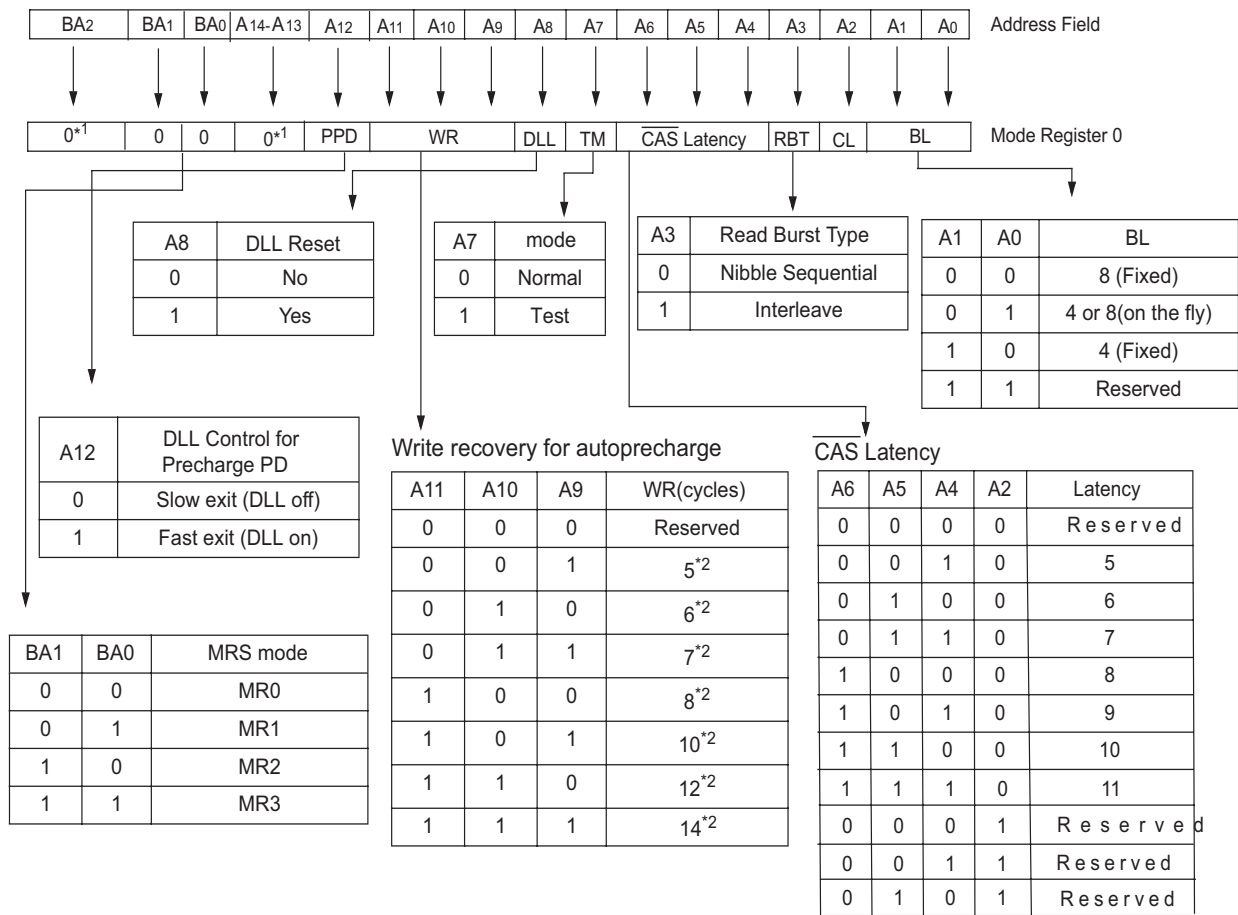 BA2 BA1 BA0 A14-A13 A12 A11 A10 A9 A8 A7 A6 A5 A4 A3 A2 A1 A0 Address Field
0*1 0 0 0*1 PPD WR DLL TM CAS Latency RBT CL BL Mode Register 0
A8 DLL Reset
0 No
1 Yes
A7 mode
0 Normal
1 Test
A3 Read Burst Type
0 Nibble Sequential
1 Interleave
A1 A0 BL
0 0 8 (Fixed)
0 1 4 or 8(on the fly)
1 0 4 (Fixed)
1 1 Reserved
A12 DLL Control for
Precharge PD
0 Slow exit (DLL off)
1 Fast exit (DLL on)
Write recovery for autoprecharge
A11 A10 A9 WR(cycles)
0 0 0 Reserved
0 0 1 5*2
0 1 0 6*2
0 1 1 7*2
1 0 0 8*2
1 0 1 10*2
1 1 0 12*2
1 1 1 14*2
CAS Latency
A6 A5 A4 A2 Latency
0 0 0 0 Reserved
0 0 1 0 5
0 1 0 0 6
0 1 1 0 7
1 0 0 0 8
1 0 1 0 9
1 1 0 0 10
1 1 1 0 11
0 0 0 1 Reserved
0 0 1 1 Reserved
0 1 0 1 Reserved
BA1 BA0 MRS mode
0 0 MR0
0 1 MR1
1 0 MR2
1 1 MR3